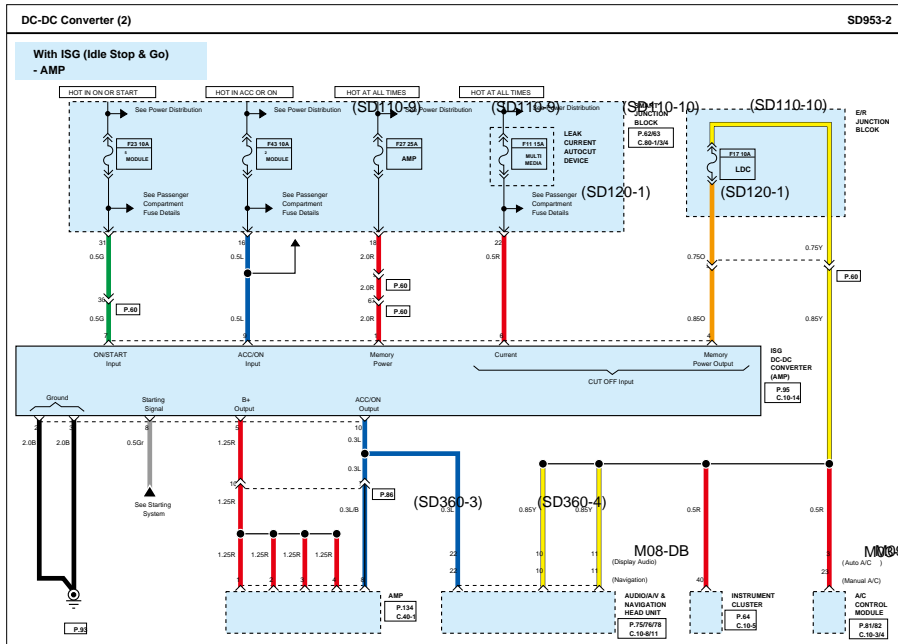 DC-DC Converter (2)
SD953-2
With ISG (Idle Stop & Go)
- AMP
HOT IN ON OR START
HOT IN ACC OR ON
HOT AT ALL TIMES
HOT AT ALL TIMES
See Power Distribution
See Power Distribution
(SD110-9)
(SD110-9)
Power Distribution
(SD110-10)
(SD110-10)
JUNCTION
BLOCK
P.62/63
C.80-1/3/4
E/R
JUNCTION
BLCOK
F23 10A
MODULE
F43 10A
MODULE
F27 25A
AMP
F11 15A
MULTI
MEDIA
LEAK
CURRENT
AUTOCUT
DEVICE
F17 10A
LDC
See Passenger
Compartment
Fuse Details
See Passenger
Compartment
Fuse Details
See Passenger
Compartment
Fuse Details
(SD120-1)
(SD120-1)
31
16
18
22
0.5G
0.5L
2.0R
0.5R
0.75O
0.75Y
P.60
2.0R
P.60
P.60
P.60
0.5G
0.5L
2.0R
0.85O
0.85Y
7
9
1
6
4
ON/START
Input
ACC/ON
Input
Memory
Power
Current
Memory
Power Output
CUT OFF Input
ISG
DC-DC
CONVERTER
(AMP)
P.95
C.10-14
Ground
Starting
Signal
B+
Output
ACC/ON
Output
8
5
10
2.0B
2.0B
0.5Gr
1.25R
0.3L
0.3L
P.86
See Starting
System
1.25R
0.3L/B
(SD360-3)
(SD360-4)
0.85Y
0.5R
0.5R
1.25R
1.25R
1.25R
1.25R
M08-DB
22
10
11
(Display Audio)
(Auto A/C)
22
10
11
(Navigation)
40
23
(Manual A/C)
1
2
3
4
8
AMP
P.134
C.40-1
AUDIO/A/V &
NAVIGATION
HEAD UNIT
P.75/76/78
C.10-8/11
INSTRUMENT
CLUSTER
P.64
C.10-5
A/C
CONTROL
MODULE
P.81/82
C.10-3/4
P.93